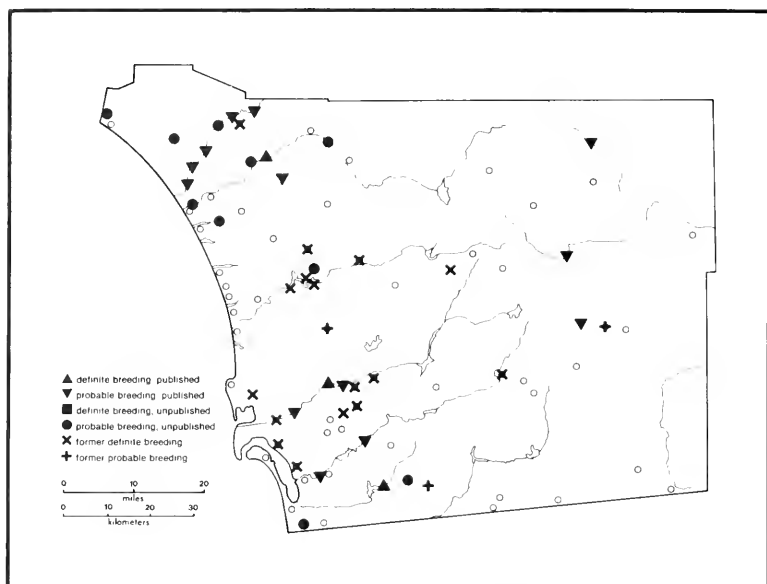 definite breeding published
probable breeding published
definite breeding, unpublished
probable breeding, unpublished
former definite breeding
former probable breeding
0 10 20
miles
0 10 20 30
kilometers